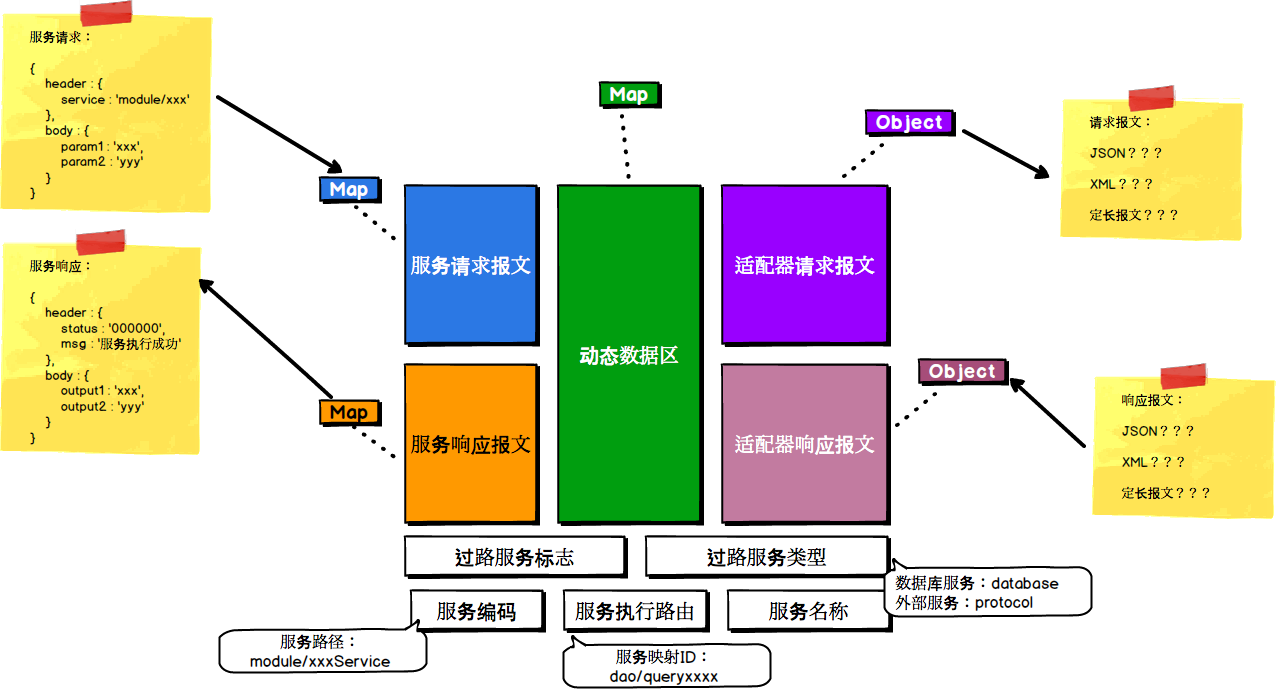 服务请求：
{
header : {
service : 'module/xxx'
},
body : {
param1 : 'xxx',
param2 : 'yyy'
}
}
Map
服务请求报文
服务响应：
{
header : {
status : '000000',
msg : '服务执行成功'
},
body : {
output1 : 'xxx',
output2 : 'yyy'
}
}
Map
服务响应报文
Map
动态数据区
Object
适配器请求报文
请求报文：
JSON？？？
XML？？？
定长报文？？？
Object
适配器响应报文
响应报文：
JSON？？？
XML？？？
定长报文？？？
过路服务标志
过路服务类型
数据库服务：database
外部服务：protocol
服务编码
服务执行路由
服务名称
服务路径：
module/xxxService
服务映射ID：
dao/queryxxxx